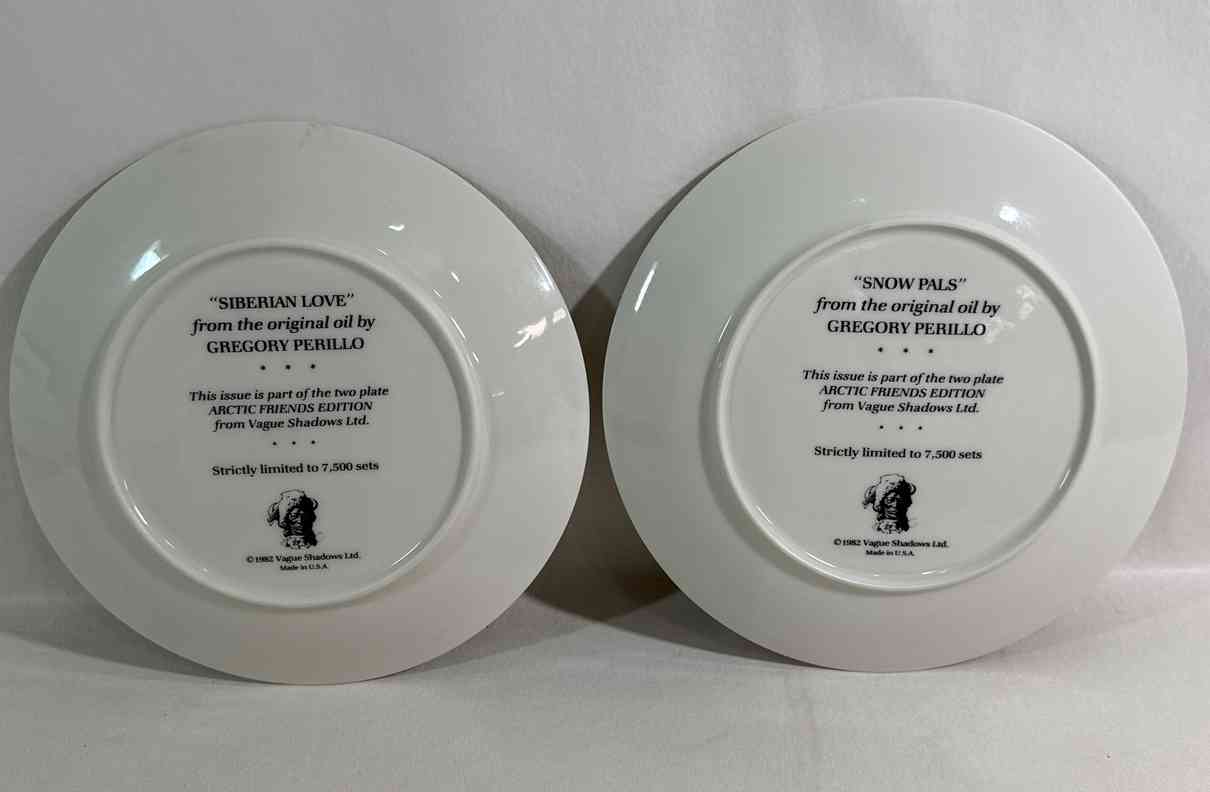 “SIBERIAN LOVE”
from the original oil by
GREGORY PERILLO
* * *
This issue is part of the two plate
ARCTIC FRIENDS EDITION
from Vague Shadows Ltd.
* * *
Strictly limited to 7,500 sets
©1982 Vague Shadows Ltd.
Made in U.S.A.
“SNOW PALS”
from the original oil by
GREGORY PERILLO
* * *
This issue is part of the two plate
ARCTIC FRIENDS EDITION
from Vague Shadows Ltd.
* * *
Strictly limited to 7,500 sets
©1982 Vague Shadows Ltd.
Made in U.S.A.